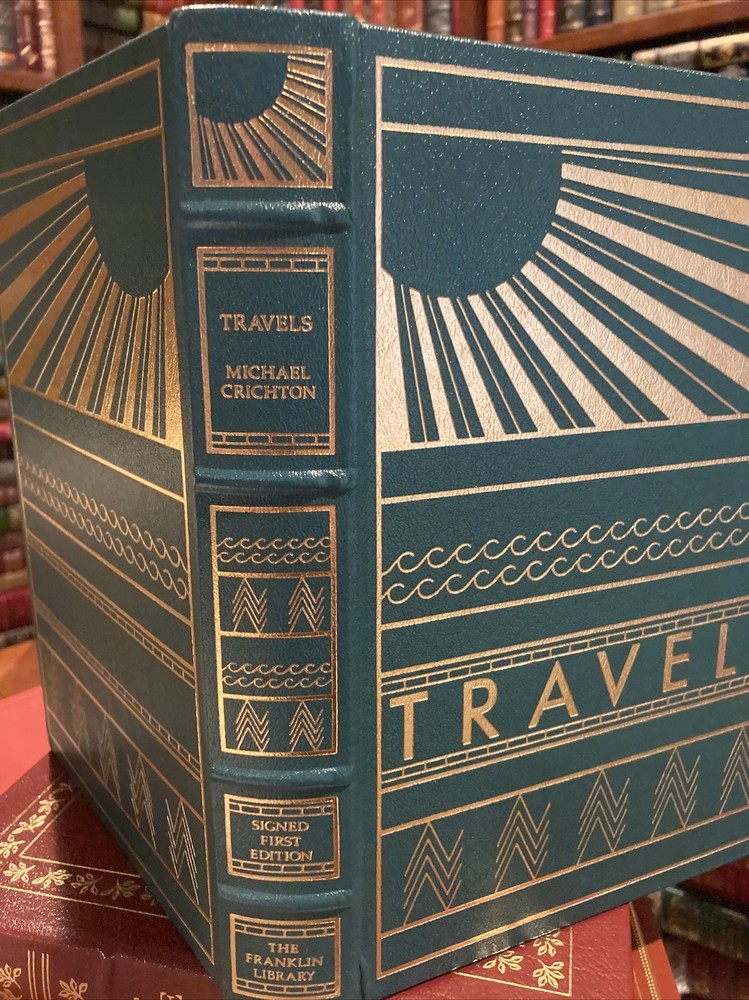 TRAVELS
MICHAEL
CRICHTON
SIGNED
FIRST
EDITION
THE
FRANKLIN
LIBRARY
TRAVEL